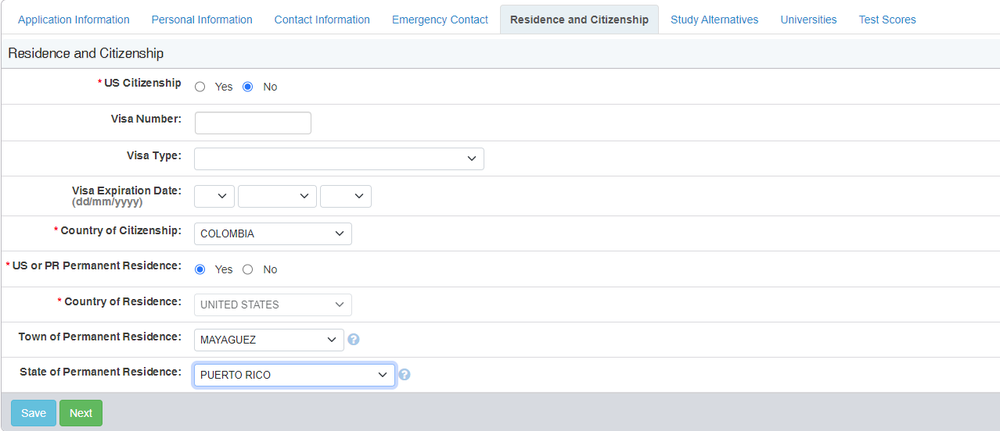 Application Information Personal Information Contact Information Emergency Contact Residence and Citizenship Study Alternatives Universities Test Scores
Residence and Citizenship
* US Citizenship Yes No
Visa Number:
Visa Type:
Visa Expiration Date:
(dd/mm/yyyy)
* Country of Citizenship: COLOMBIA
* US or PR Permanent Residence: Yes No
* Country of Residence: UNITED STATES
Town of Permanent Residence: MAYAGUEZ ?
State of Permanent Residence: PUERTO RICO ?
Save Next